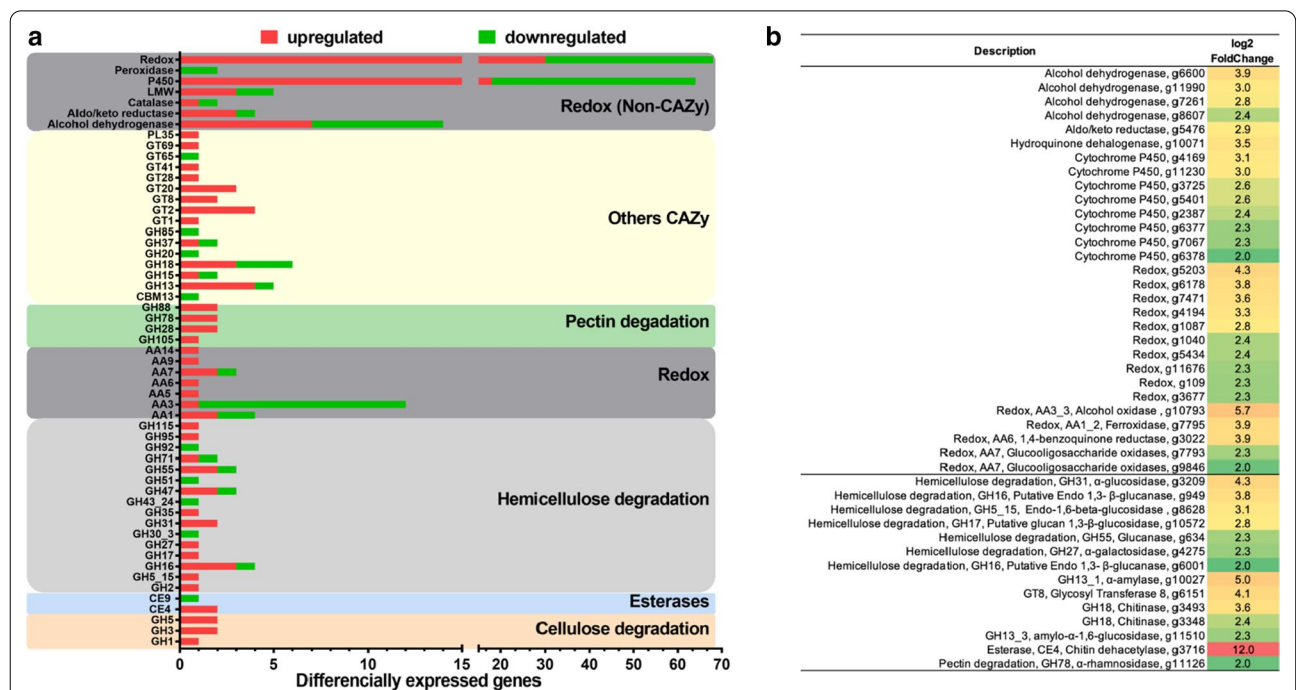 a
upregulated
downregulated
Redox
Peroxidase
P450
LMW
Catalase
Aldo/keto reductase
Alcohol dehydrogenase
Redox (Non-CAZy)
PL35
GT69
GT65
GT41
GT28
GT20
GT8
GT2
GT1
GH85
GH37
GH20
GH18
GH15
GH13
CBM13
Others CAZy
GH88
GH78
GH28
GH105
Pectin degadation
AA14
AA9
AA7
AA6
AA5
AA3
AA1
Redox
GH115
GH95
GH92
GH71
GH55
GH51
GH47
GH43_24
GH35
GH31
GH30_3
GH27
GH17
GH16
GH5_15
GH2
Hemicellulose degradation
CE9
CE4
Esterases
GH5
GH3
GH1
Cellulose degradation
0 5 10 15 20 30 40 50 60 70
Differencially expressed genes
b
Description log2 FoldChange
Alcohol dehydrogenase, g6600 3.9
Alcohol dehydrogenase, g11990 3.0
Alcohol dehydrogenase, g7261 2.8
Alcohol dehydrogenase, g8607 2.4
Aldo/keto reductase, g5476 2.9
Hydroquinone dehalogenase, g10071 3.5
Cytochrome P450, g4169 3.1
Cytochrome P450, g11230 3.0
Cytochrome P450, g3725 2.6
Cytochrome P450, g5401 2.6
Cytochrome P450, g2387 2.4
Cytochrome P450, g6377 2.3
Cytochrome P450, g7067 2.3
Cytochrome P450, g6378 2.0
Redox, g5203 4.3
Redox, g6178 3.8
Redox, g7471 3.6
Redox, g4194 3.3
Redox, g1087 2.8
Redox, g1040 2.4
Redox, g5434 2.4
Redox, g11676 2.3
Redox, g109 2.3
Redox, g3677 2.3
Redox, AA3_3, Alcohol oxidase , g10793 5.7
Redox, AA1_2, Ferroxidase, g7795 3.9
Redox, AA6, 1,4-benzoquinone reductase, g3022 3.9
Redox, AA7, Glucooligosaccharide oxidases, g7793 2.3
Redox, AA7, Glucooligosaccharide oxidases, g9846 2.0
Hemicellulose degradation, GH31, α-glucosidase, g3209 4.3
Hemicellulose degradation, GH16, Putative Endo 1,3- β-glucanase, g949 3.8
Hemicellulose degradation, GH5_15, Endo-1,6-beta-glucosidase , g8628 3.1
Hemicellulose degradation, GH17, Putative glucan 1,3-β-glucosidase, g10572 2.8
Hemicellulose degradation, GH55, Glucanase, g634 2.3
Hemicellulose degradation, GH27, α-galactosidase, g4275 2.3
Hemicellulose degradation, GH16, Putative Endo 1,3- β-glucanase, g6001 2.0
GH13_1, α-amylase, g10027 5.0
GT8, Glycosyl Transferase 8, g6151 4.1
GH18, Chitinase, g3493 3.6
GH18, Chitinase, g3348 2.4
GH13_3, amylo-α-1,6-glucosidase, g11510 2.3
Esterase, CE4, Chitin dehacetylase, g3716 12.0
Pectin degradation, GH78, α-rhamnosidase, g11126 2.0